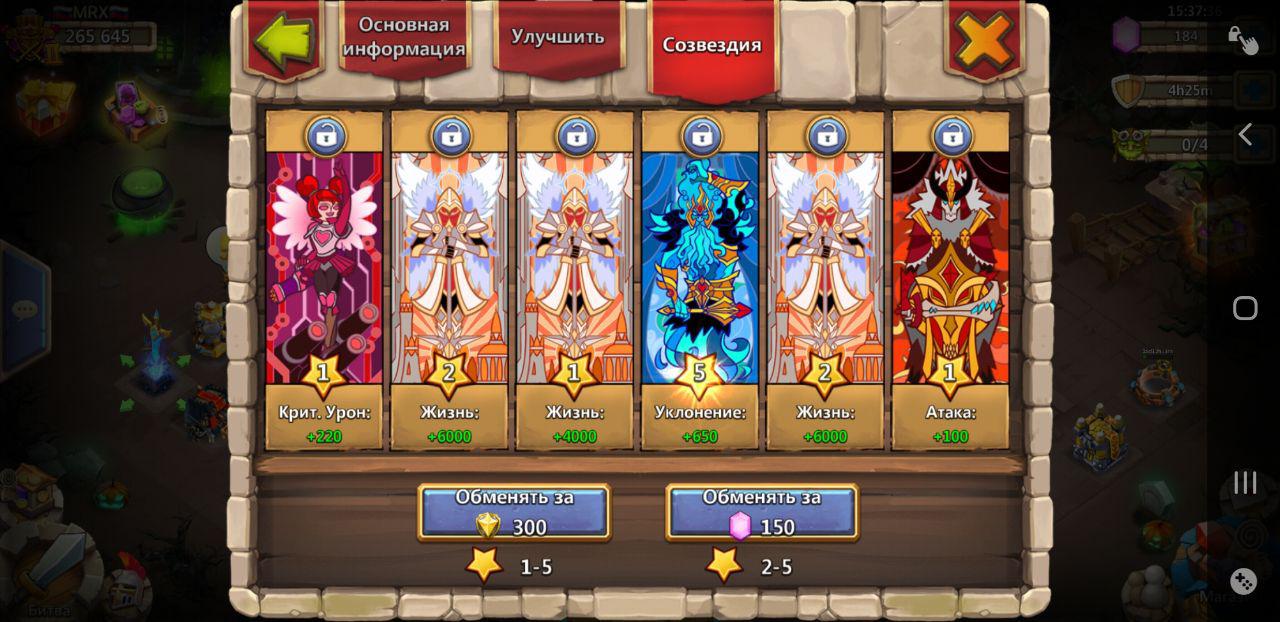 MRX
265 645
Основная
информация
Улучшить
Созвездия
15:37:36
184
4h25m
0/4
1
2
1
5
2
1
Крит. Урон:
+220
Жизнь:
+6000
Жизнь:
+4000
Уклонение:
+650
Жизнь:
+6000
Атака:
+100
Обменять за
300
Обменять за
150
1-5
2-5
Битва